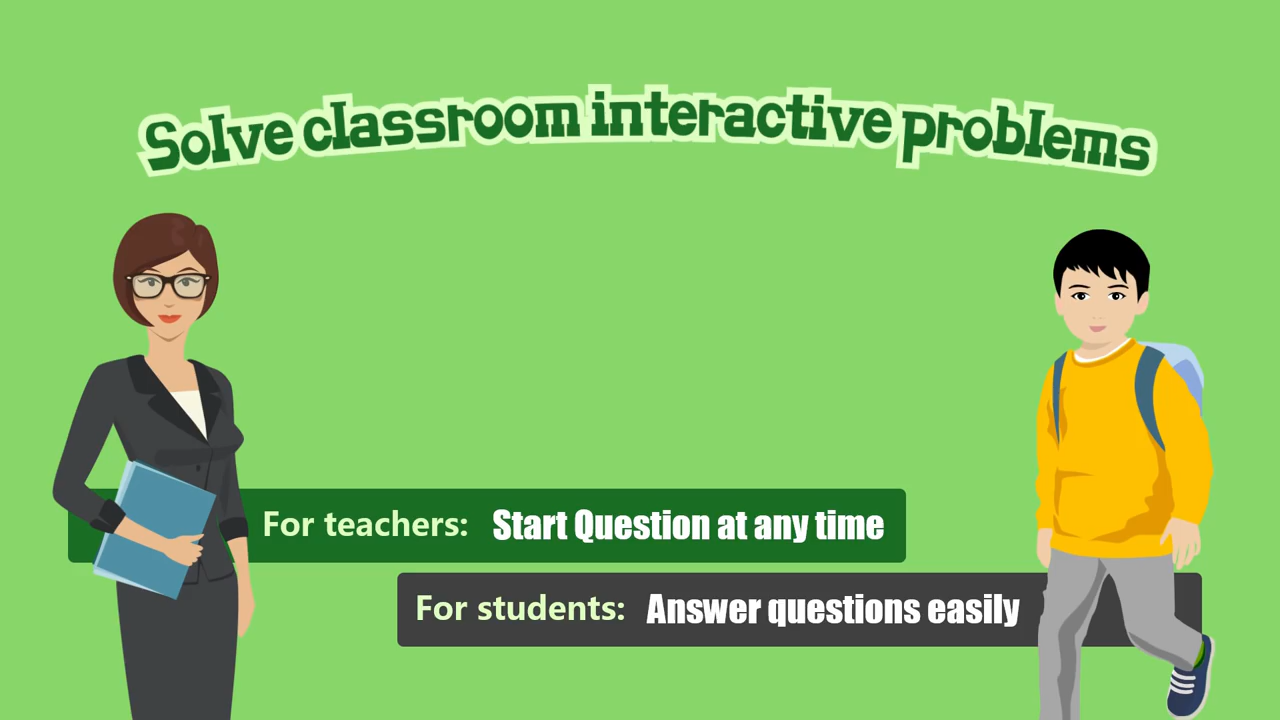 Solve classroom interactive problems
For teachers: Start Question at any time
For students: Answer questions easily